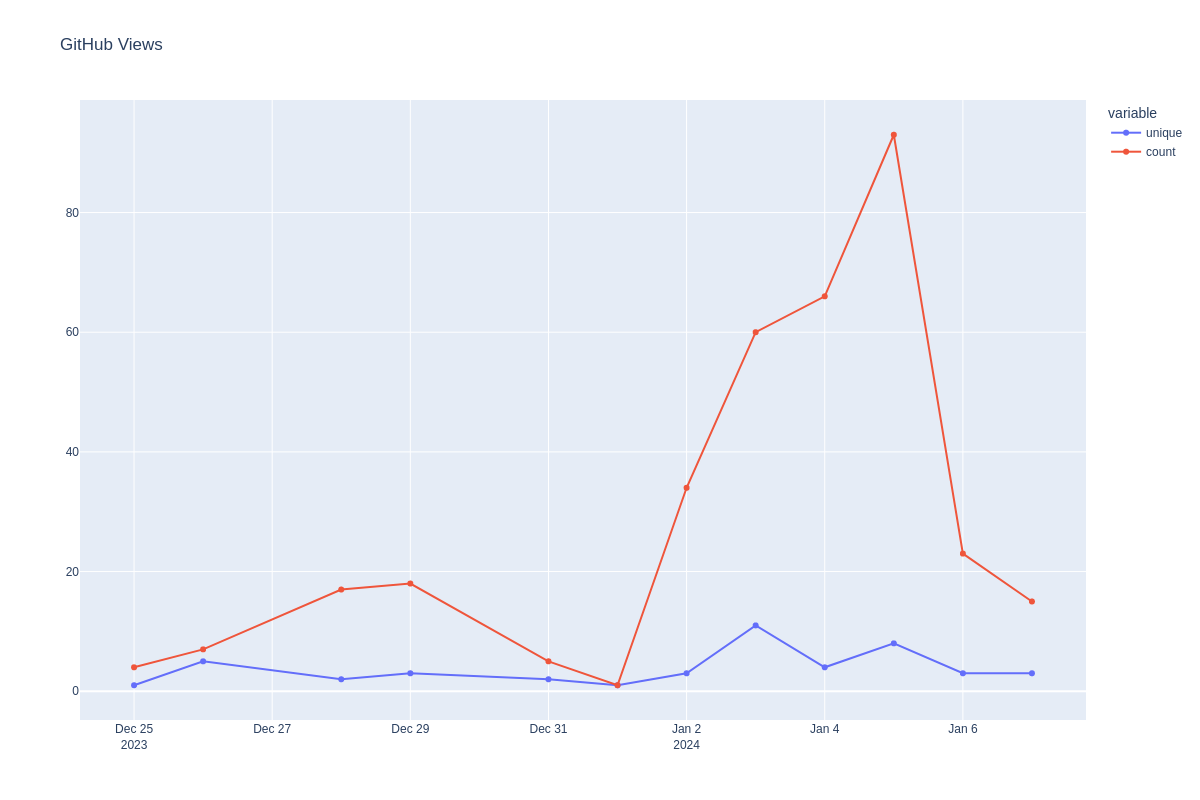 GitHub Views
variable
unique
count
80
60
40
20
0
Dec 25
2023
Dec 27
Dec 29
Dec 31
Jan 2
2024
Jan 4
Jan 6